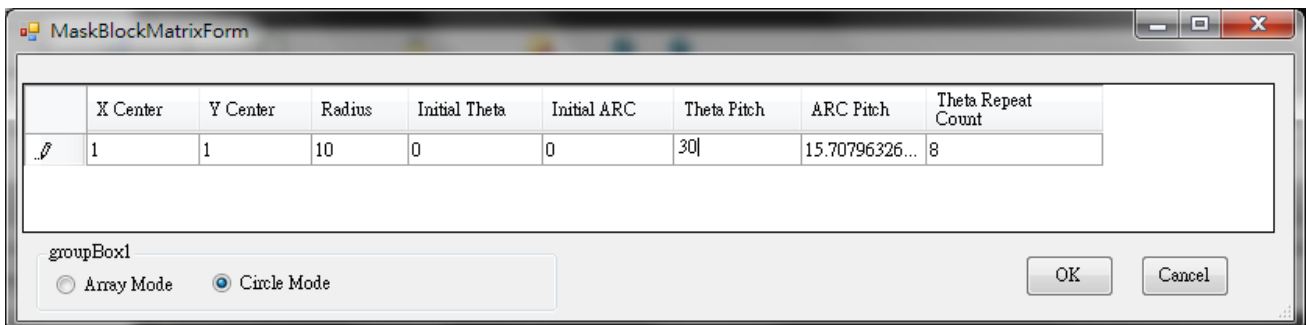 MaskBlockMatrixForm
X Center Y Center Radius Initial Theta Initial ARC Theta Pitch ARC Pitch Theta Repeat
Count
1 1 10 0 0 30 15.70796326... 8
groupBox1
Array Mode Circle Mode
OK Cancel